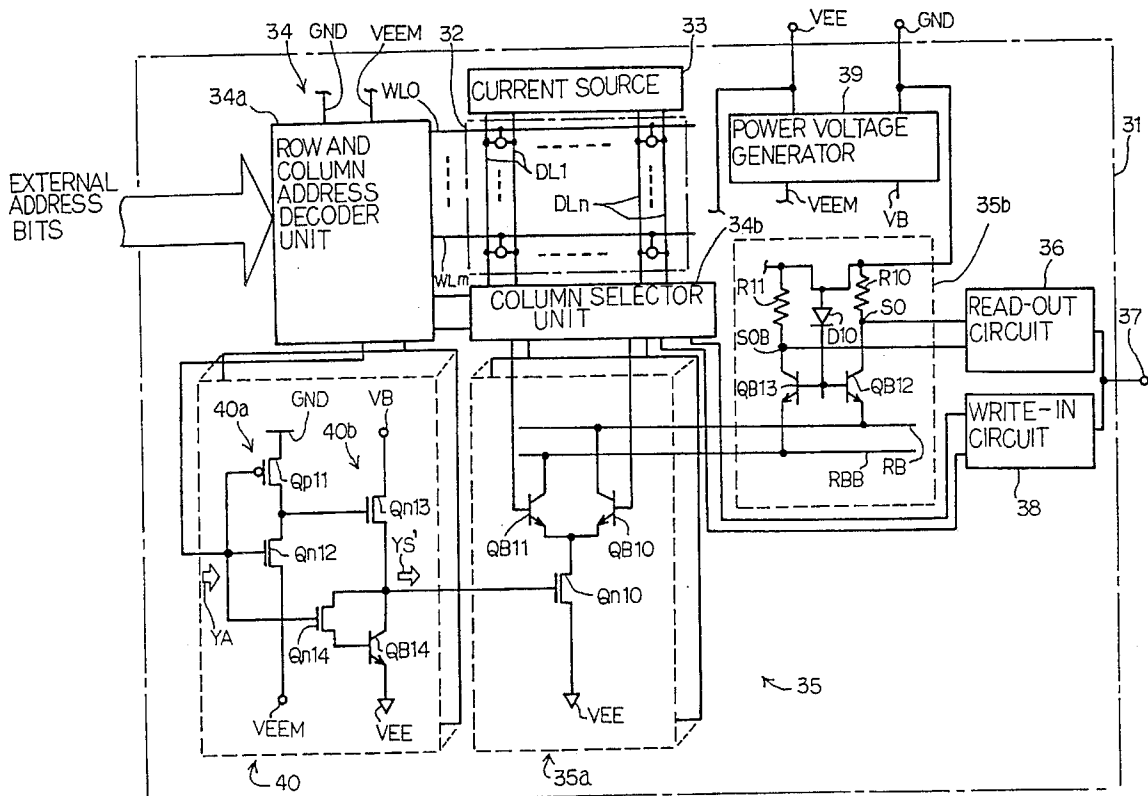 34
GND
VEEM
32
33
VEE
GND
34a
WL0
CURRENT SOURCE
39
31
ROW AND
COLUMN
ADDRESS
DECODER
UNIT
DL1
POWER VOLTAGE
GENERATOR
EXTERNAL
ADDRESS
BITS
DLn
VEEM
VB
34b
35b
WLm
COLUMN SELECTOR
UNIT
R11
R10
SO
D10
SOB
36
READ-OUT
CIRCUIT
37
QB13
QB12
WRITE-IN
CIRCUIT
38
RBB
RB
40a
GND
40b
VB
Qp11
Qn13
Qn12
YS'
YA
Qn14
QB14
VEEM
VEE
40
QB11
QB10
Qn10
VEE
35
35a